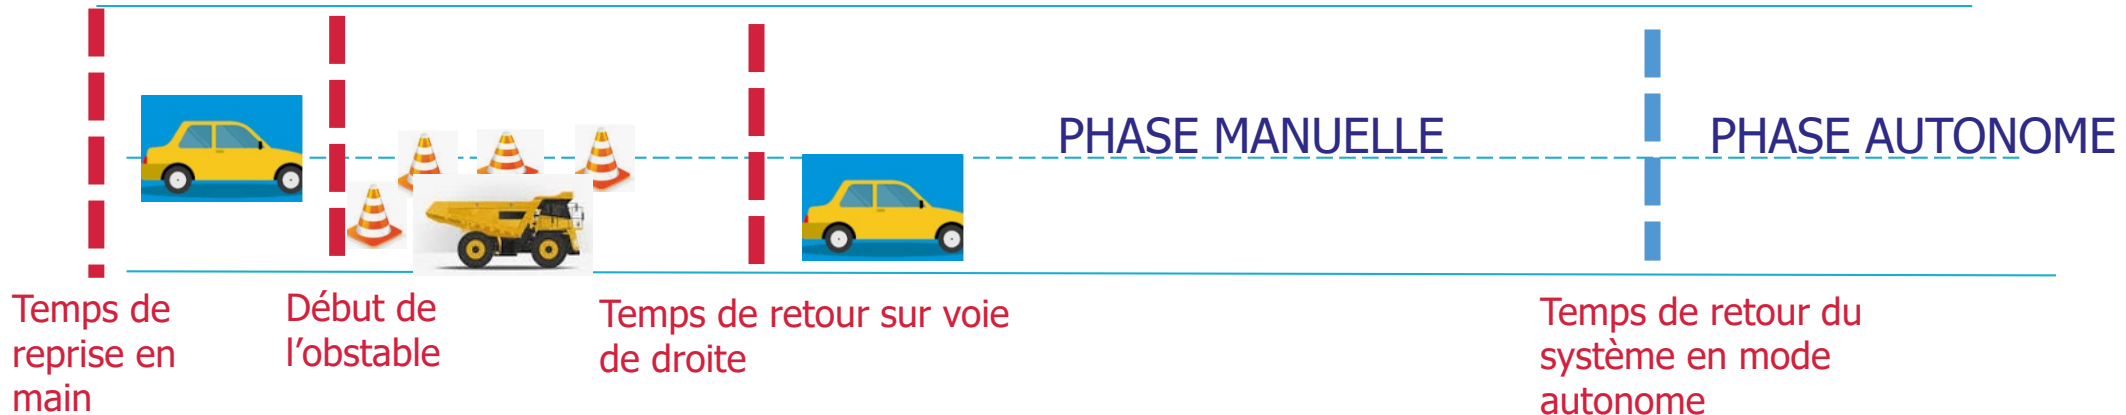 PHASE MANUELLE
PHASE AUTONOME
Temps de
reprise en
main
Début de
l’obstable
Temps de retour sur voie
de droite
Temps de retour du
système en mode
autonome